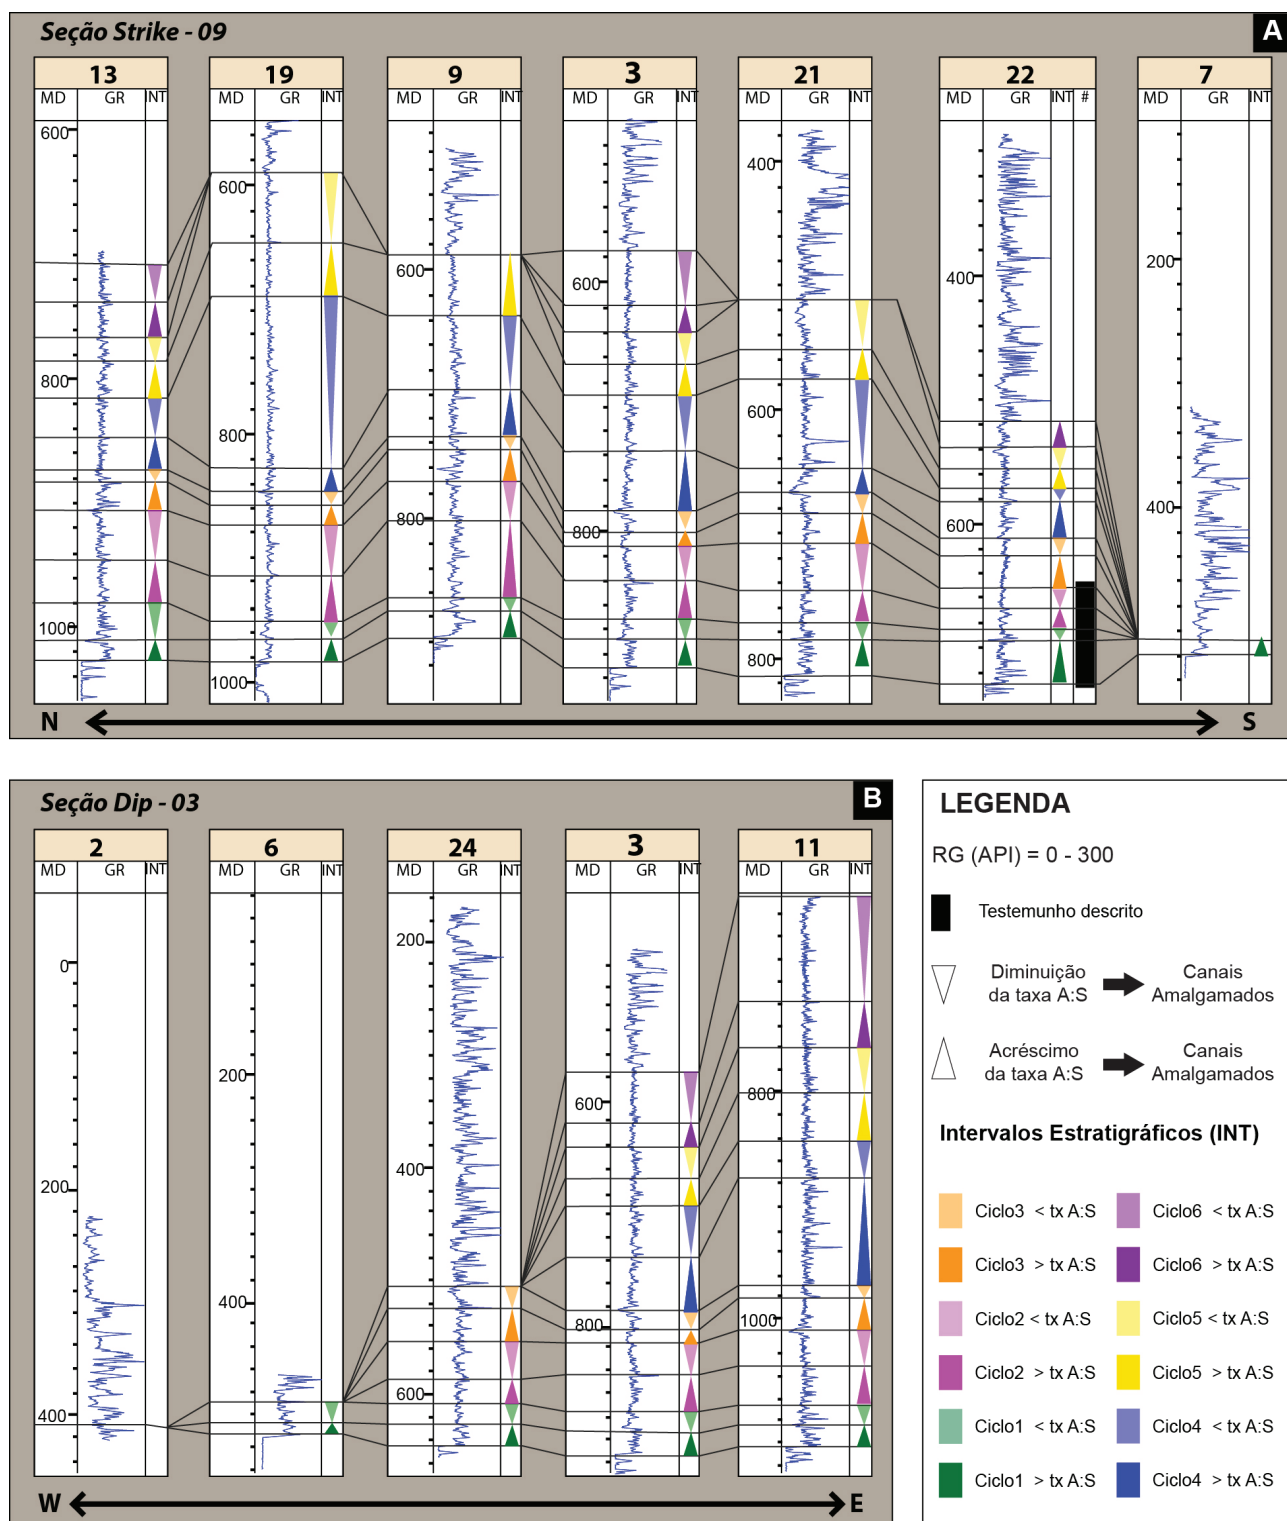 Seção Strike - 09
A
13 19 9 3 21 22 7
MD GR INT MD GR INT MD GR INT MD GR INT MD GR INT MD GR INT # MD GR INT
600 800 1000
600 800 1000
600 800
600 800
400 600 800
400 600
200 400
N S
Seção Dip - 03
B
2 6 24 3 11
MD GR INT MD GR INT MD GR INT MD GR INT MD GR INT
0 200 400
200 400
200 400 600
600 800
800 1000
W E
LEGENDA
RG (API) = 0 - 300
Testemunho descrito
Diminuição da taxa A:S Canais Amalgamados
Acréscimo da taxa A:S Canais Amalgamados
Intervalos Estratigráficos (INT)
Ciclo3 < tx A:S Ciclo6 < tx A:S
Ciclo3 > tx A:S Ciclo6 > tx A:S
Ciclo2 < tx A:S Ciclo5 < tx A:S
Ciclo2 > tx A:S Ciclo5 > tx A:S
Ciclo1 < tx A:S Ciclo4 < tx A:S
Ciclo1 > tx A:S Ciclo4 > tx A:S